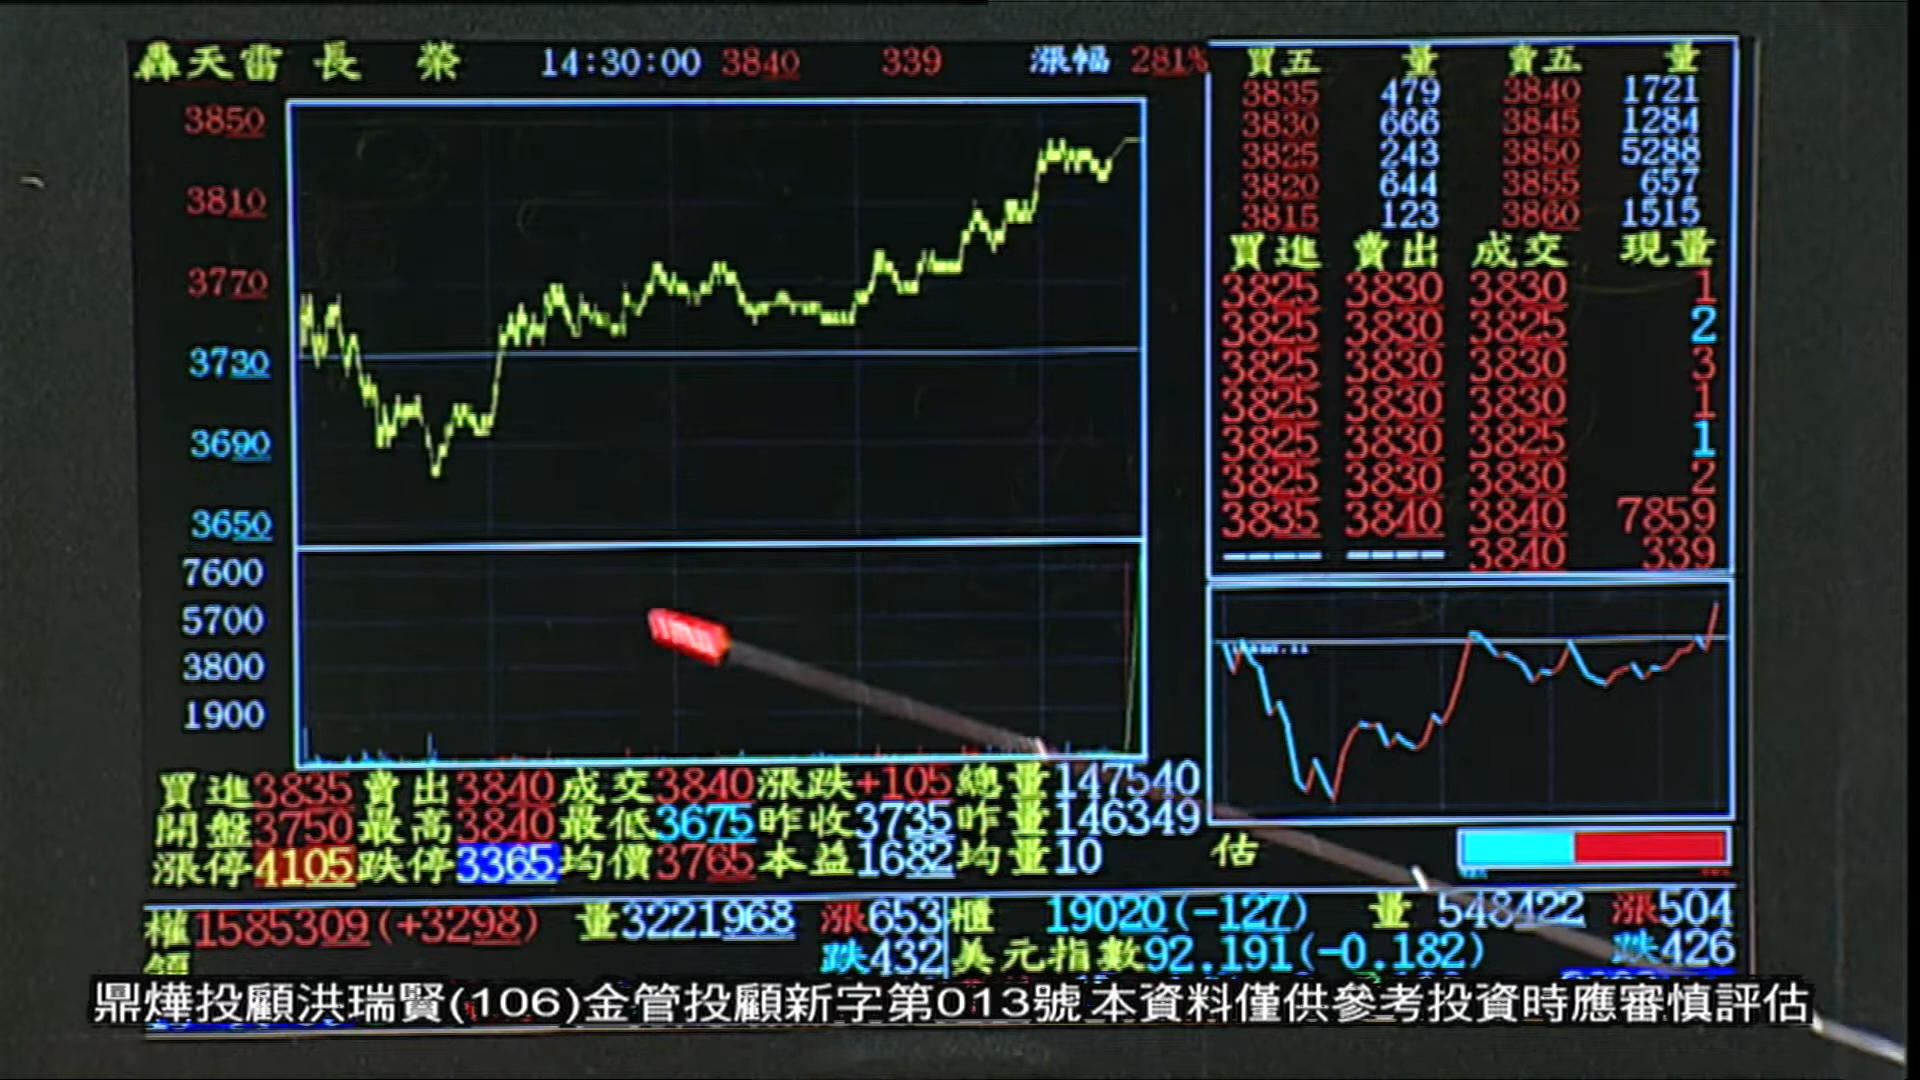 轟天雷 長 榮 14:30:00 3840 339 漲幅 281%
3850
3810
3770
3730
3690
3650
7600
5700
3800
1900
買五 量 賣五 量
3835 479 3840 1721
3830 666 3845 1284
3825 243 3850 5288
3820 644 3855 657
3815 123 3860 1515
買進 賣出 成交 現量
3825 3830 3830 1
3825 3830 3825 2
3825 3830 3830 3
3825 3830 3830 1
3825 3830 3825 1
3825 3830 3830 2
3835 3840 3840 7859
---- ---- 3840 339
買進3835 賣出3840 成交3840 漲跌+105 總量147540
開盤3750 最高3840 最低3675 昨收3735 昨量146349
漲停4105 跌停3365 均價3765 本益1682 均量10
估
權1585309(+3298) 量3221968 漲653 櫃 19020(-127) 量 548422 漲504
跌432 美元指數92.191(-0.182) 跌426
鼎燁投顧洪瑞賢(106)金管投顧新字第013號 本資料僅供參考投資時應審慎評估